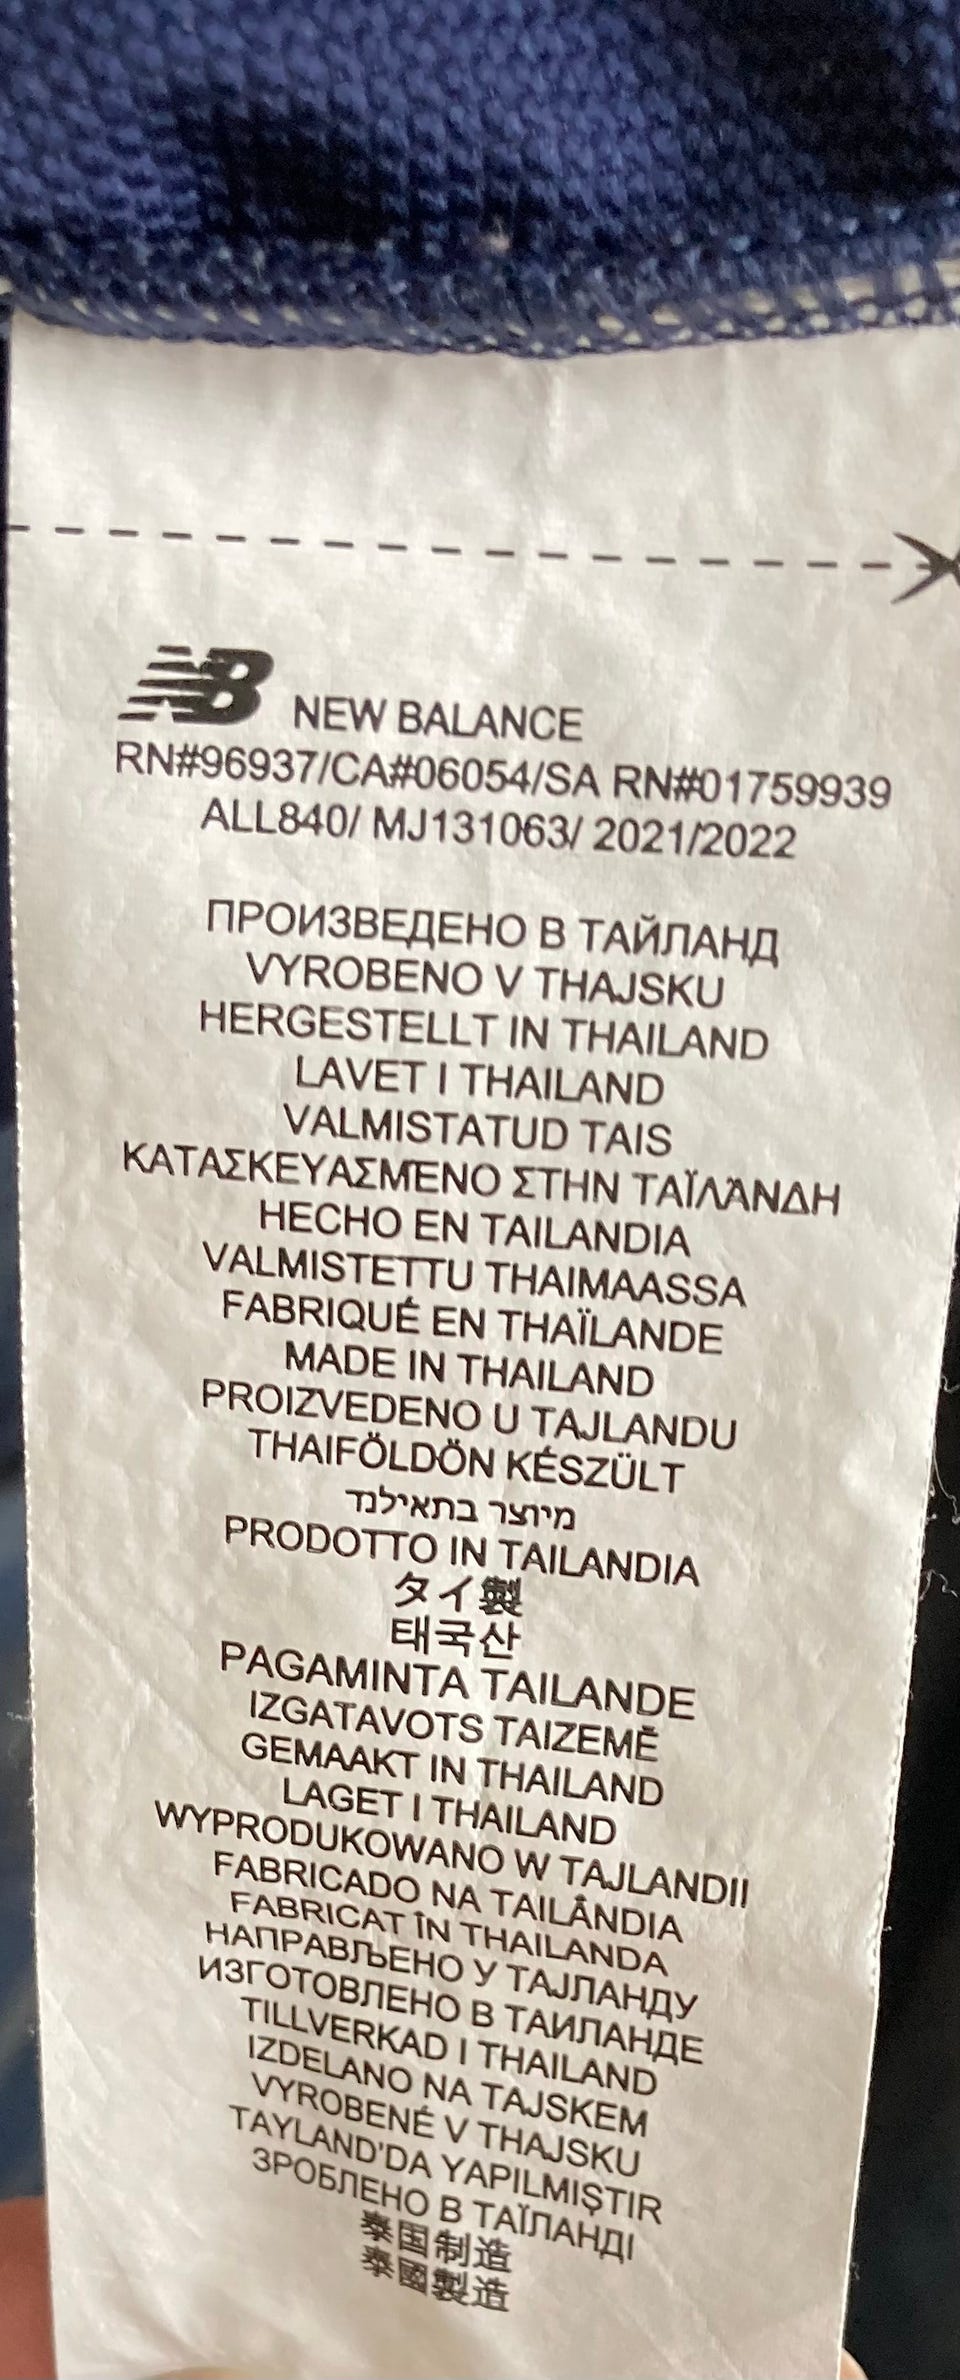 NB NEW BALANCE
RN#96937/CA#06054/SA RN#01759939
ALL840/ MJ131063/ 2021/2022
ПРОИЗВЕДЕНО В ТАЙЛАНД
VYROBENO V THAJSKU
HERGESTELLT IN THAILAND
LAVET I THAILAND
VALMISTATUD TAIS
ΚΑΤΑΣΚΕΥΑΣΜΈΝΟ ΣΤΗΝ ΤΑΪΛΆΝΔΗ
HECHO EN TAILANDIA
VALMISTETTU THAIMAASSA
FABRIQUÉ EN THAÏLANDE
MADE IN THAILAND
PROIZVEDENO U TAJLANDU
THAIFÖLDÖN KÉSZÜLT
מיוצר בתאילנד
PRODOTTO IN TAILANDIA
タイ製
태국산
PAGAMINTA TAILANDE
IZGATAVOTS TAIZEMĒ
GEMAAKT IN THAILAND
LAGET I THAILAND
WYPRODUKOWANO W TAJLANDII
FABRICADO NA TAILÂNDIA
FABRICAT ÎN THAILANDA
НАПРАВЉЕНО У ТАЈЛАНДУ
ИЗГОТОВЛЕНО В ТАИЛАНДЕ
TILLVERKAD I THAILAND
IZDELANO NA TAJSKEM
VYROBENÉ V THAJSKU
TAYLAND'DA YAPILMIŞTIR
ЗРОБЛЕНО В ТАЇЛАНДІ
泰国制造
泰國製造